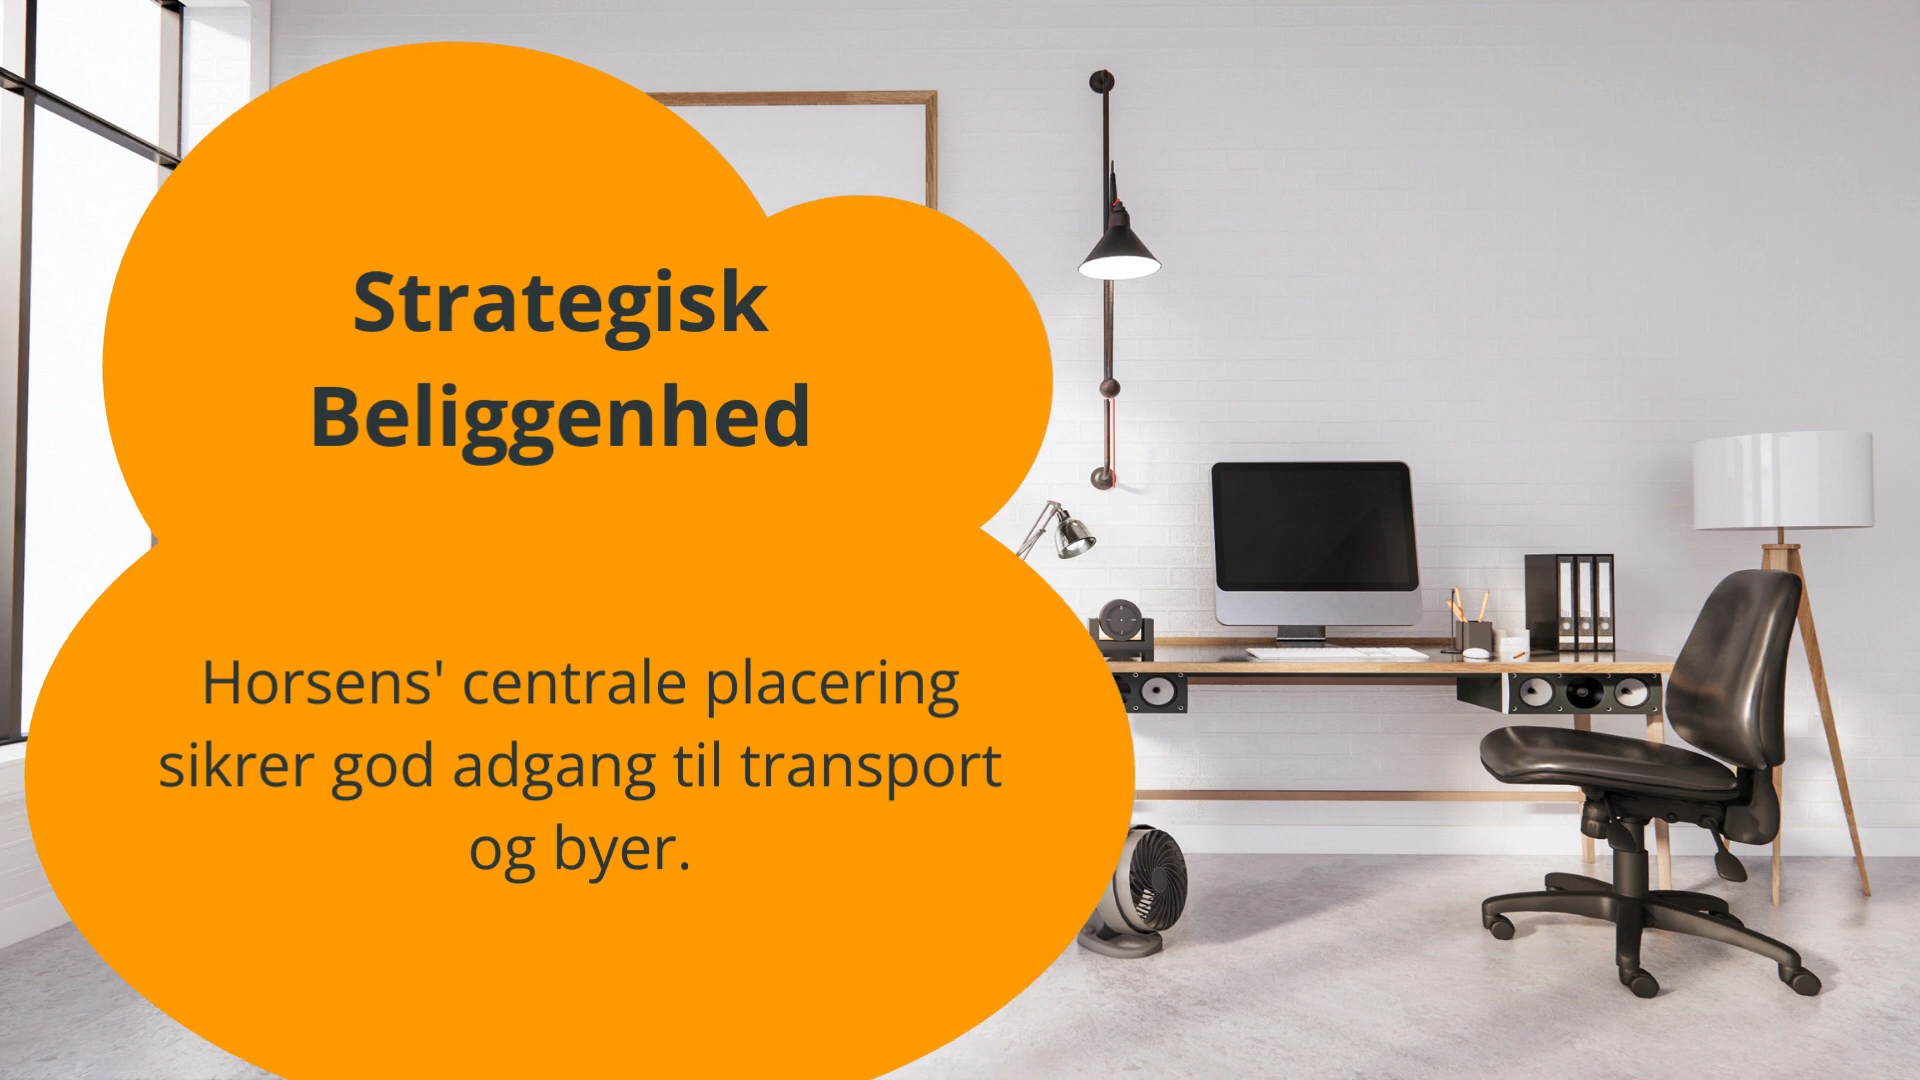 Strategisk
Beliggenhed
Horsens' centrale placering
sikrer god adgang til transport
og byer.